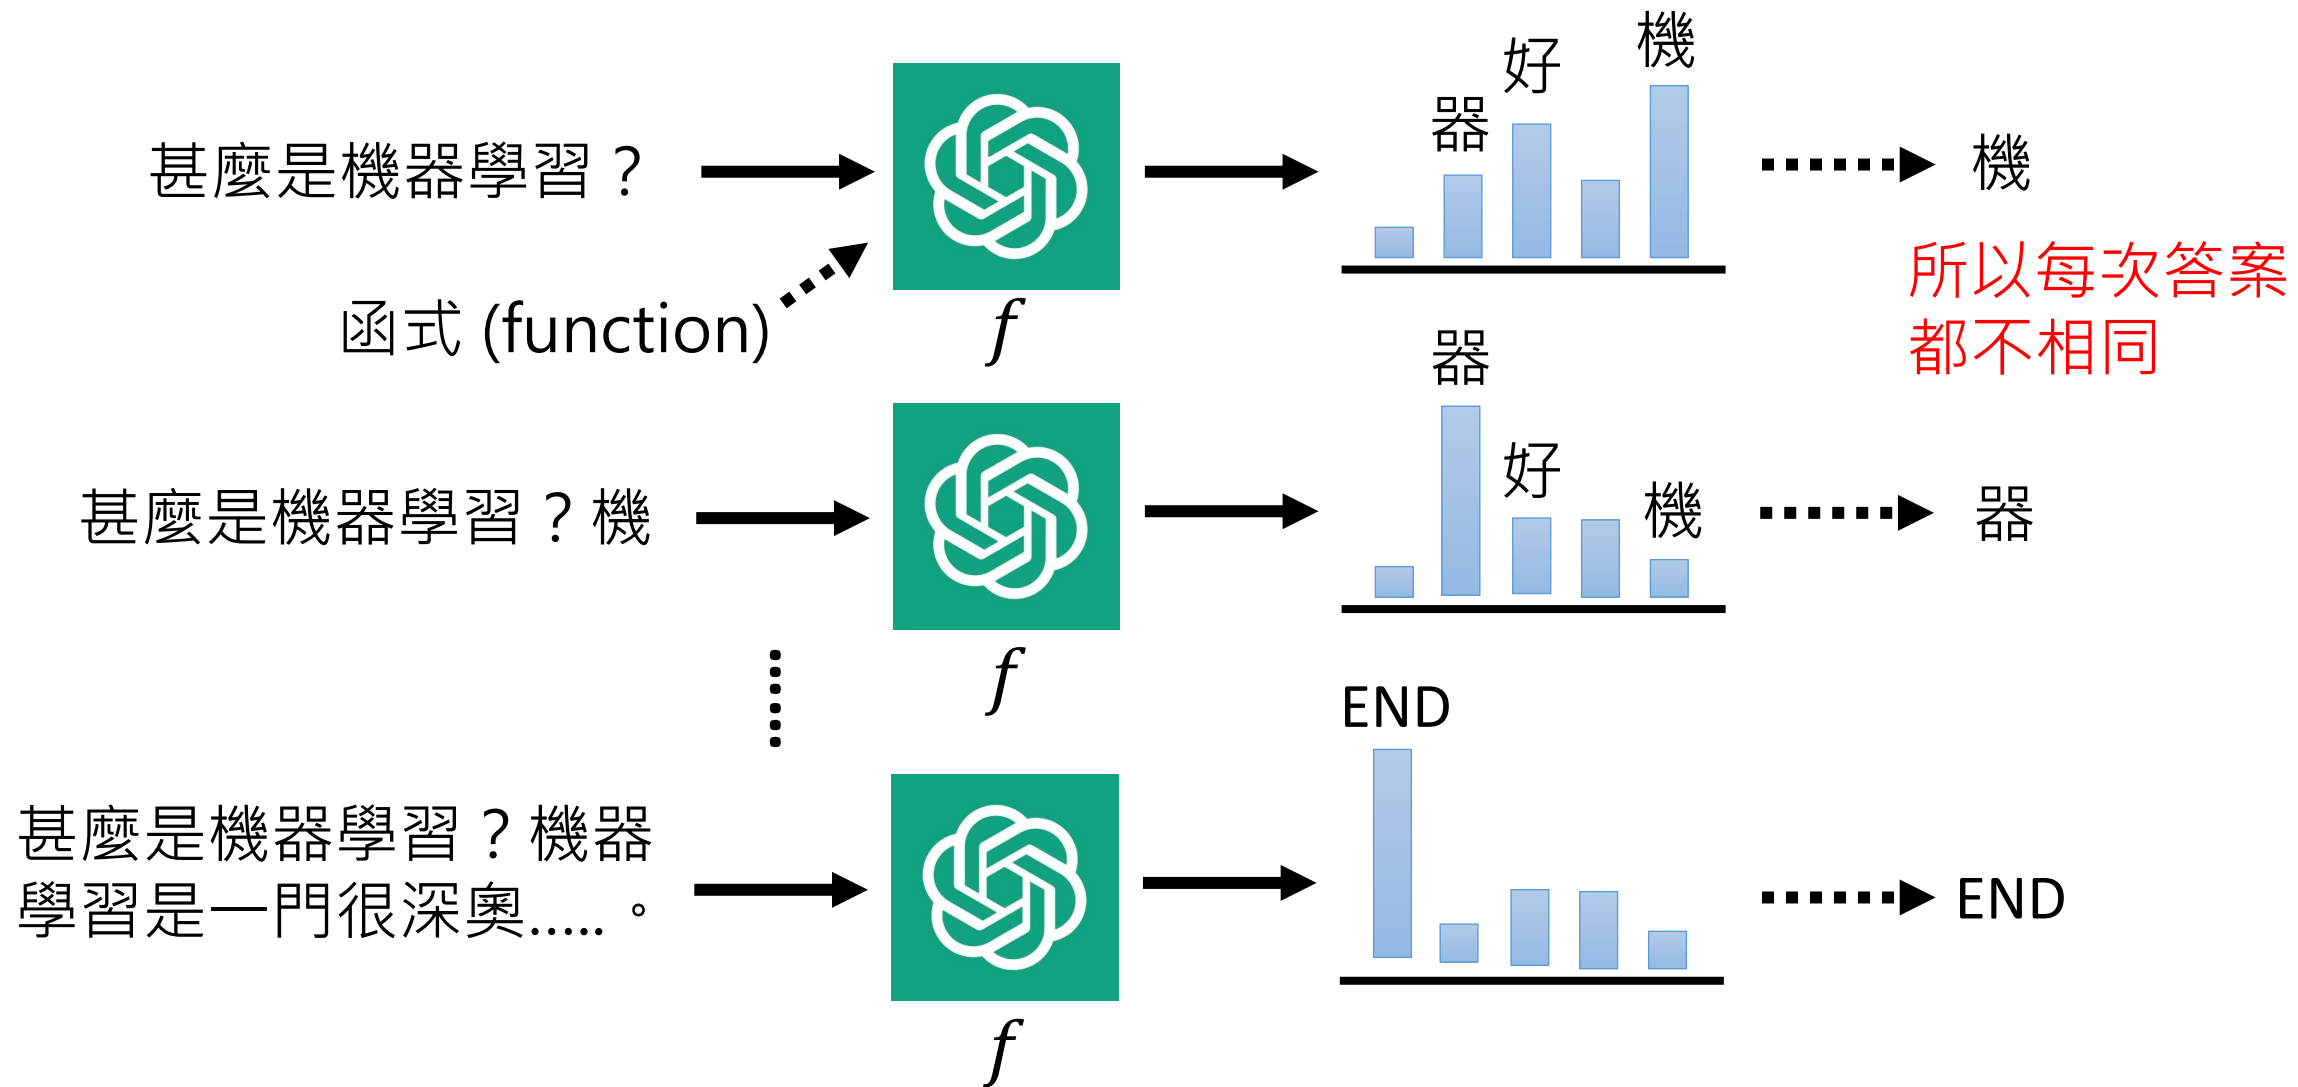 甚麼是機器學習？
器
好
機
機
函式 (function)
f
所以每次答案
都不相同
甚麼是機器學習？機
器
好
機
器
f
甚麼是機器學習？機器
學習是一門很深奧..... 。
END
END
f